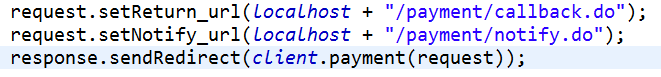 request.setReturn_url(localhost + "/payment/callback.do");
request.setNotify_url(localhost + "/payment/notify.do");
response.sendRedirect(client.payment(request));